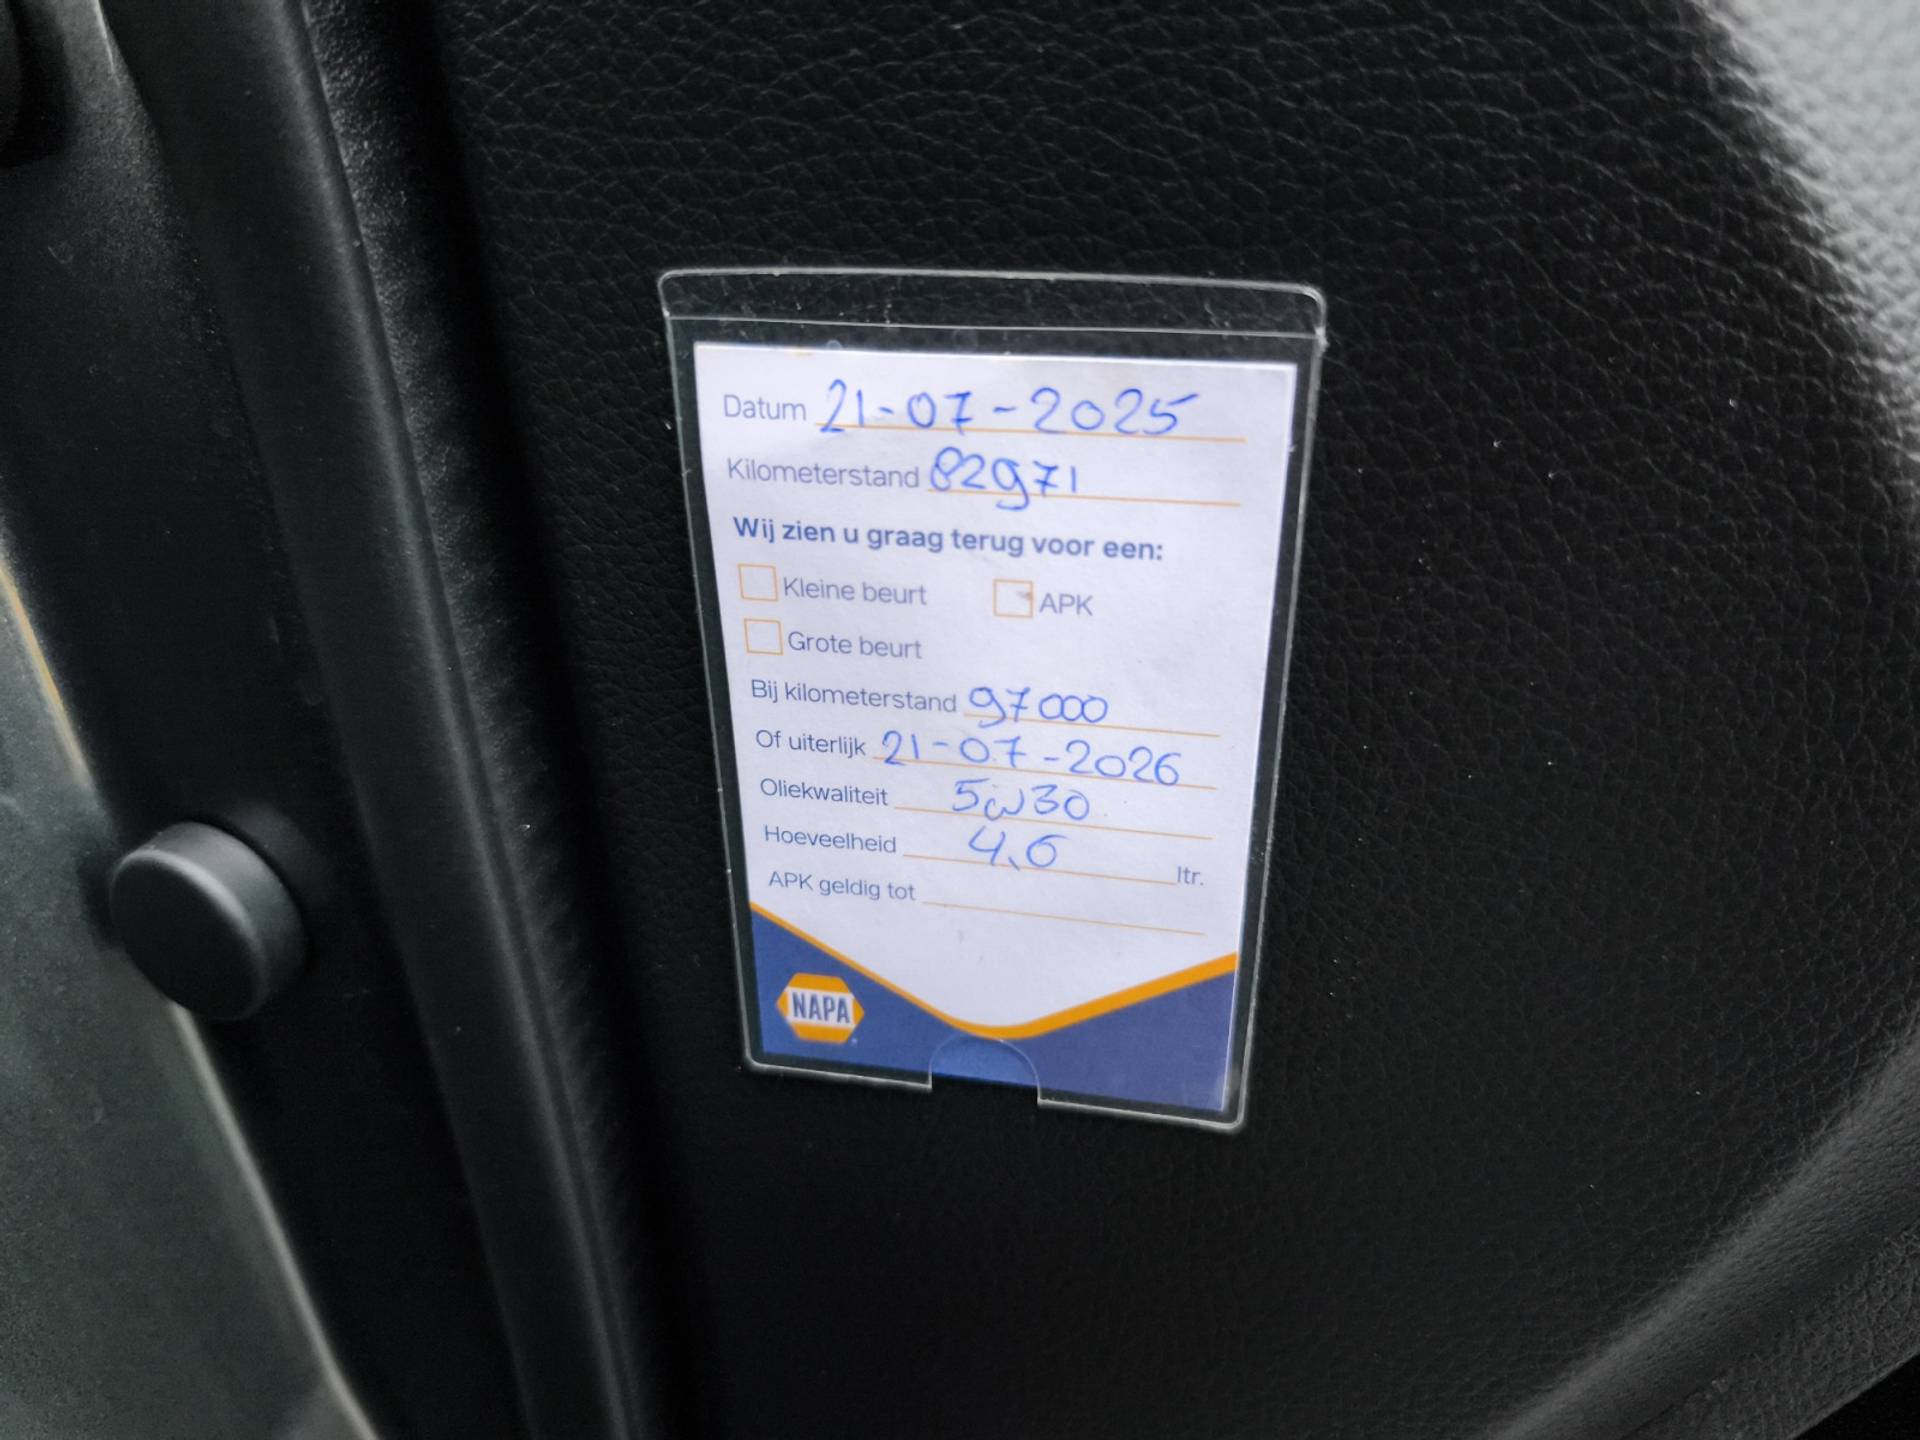 Datum 21-07-2025
Kilometerstand 82971
Wij zien u graag terug voor een:
Kleine beurt APK
Grote beurt
Bij kilometerstand 97000
Of uiterlijk 21-07-2026
Oliekwaliteit 5w30
Hoeveelheid 4,6 ltr.
APK geldig tot
NAPA